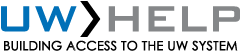 UW HELP
BUILDING ACCESS TO THE UW SYSTEM